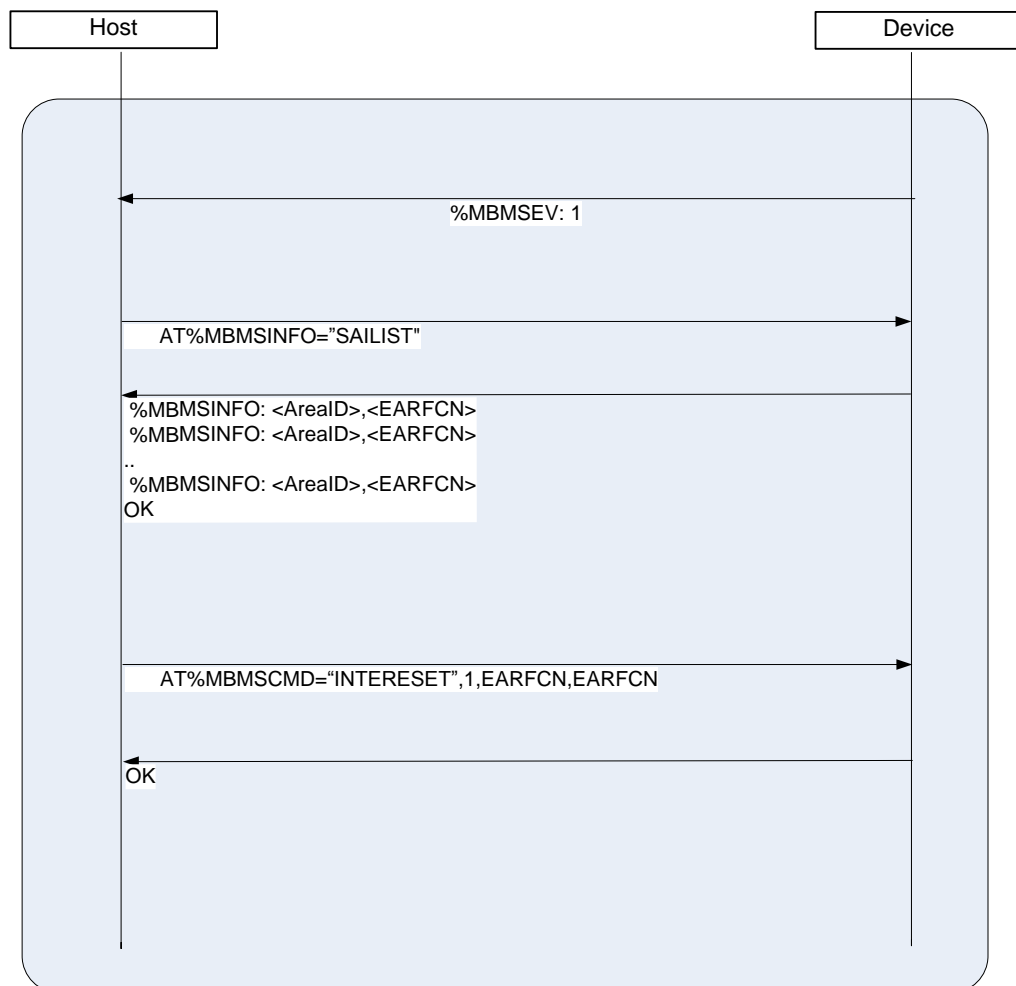 Host
Device
%MBMSEV: 1
AT%MBMSINFO=”SAILIST"
%MBMSINFO: <AreaID>,<EARFCN>
%MBMSINFO: <AreaID>,<EARFCN>
..
%MBMSINFO: <AreaID>,<EARFCN>
OK
AT%MBMSCMD=“INTERESET”,1,EARFCN,EARFCN
OK